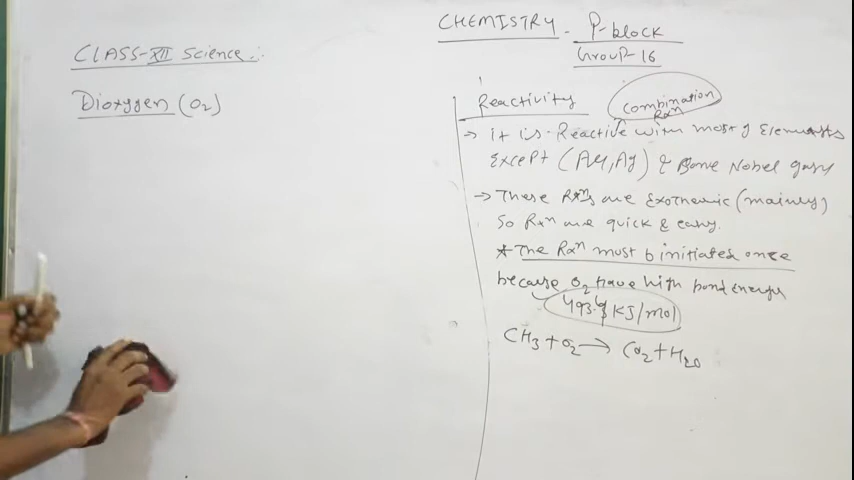 CHEMISTRY - P-block
Group-16
CLASS-XII Science :
Dioxygen (O2)
Reactivity
Combination
Rxn
→ it is Reactive with most of Elements
Except (Au, Ag) & Some Nobel gases
→ These Rxns are Exothermic (mainly)
So Rxn are quick & easy.
* The Rxn must b initiated once
because O2 have high bond Energy
493.4 KJ/mol
CH3 + O2 → CO2 + H2O